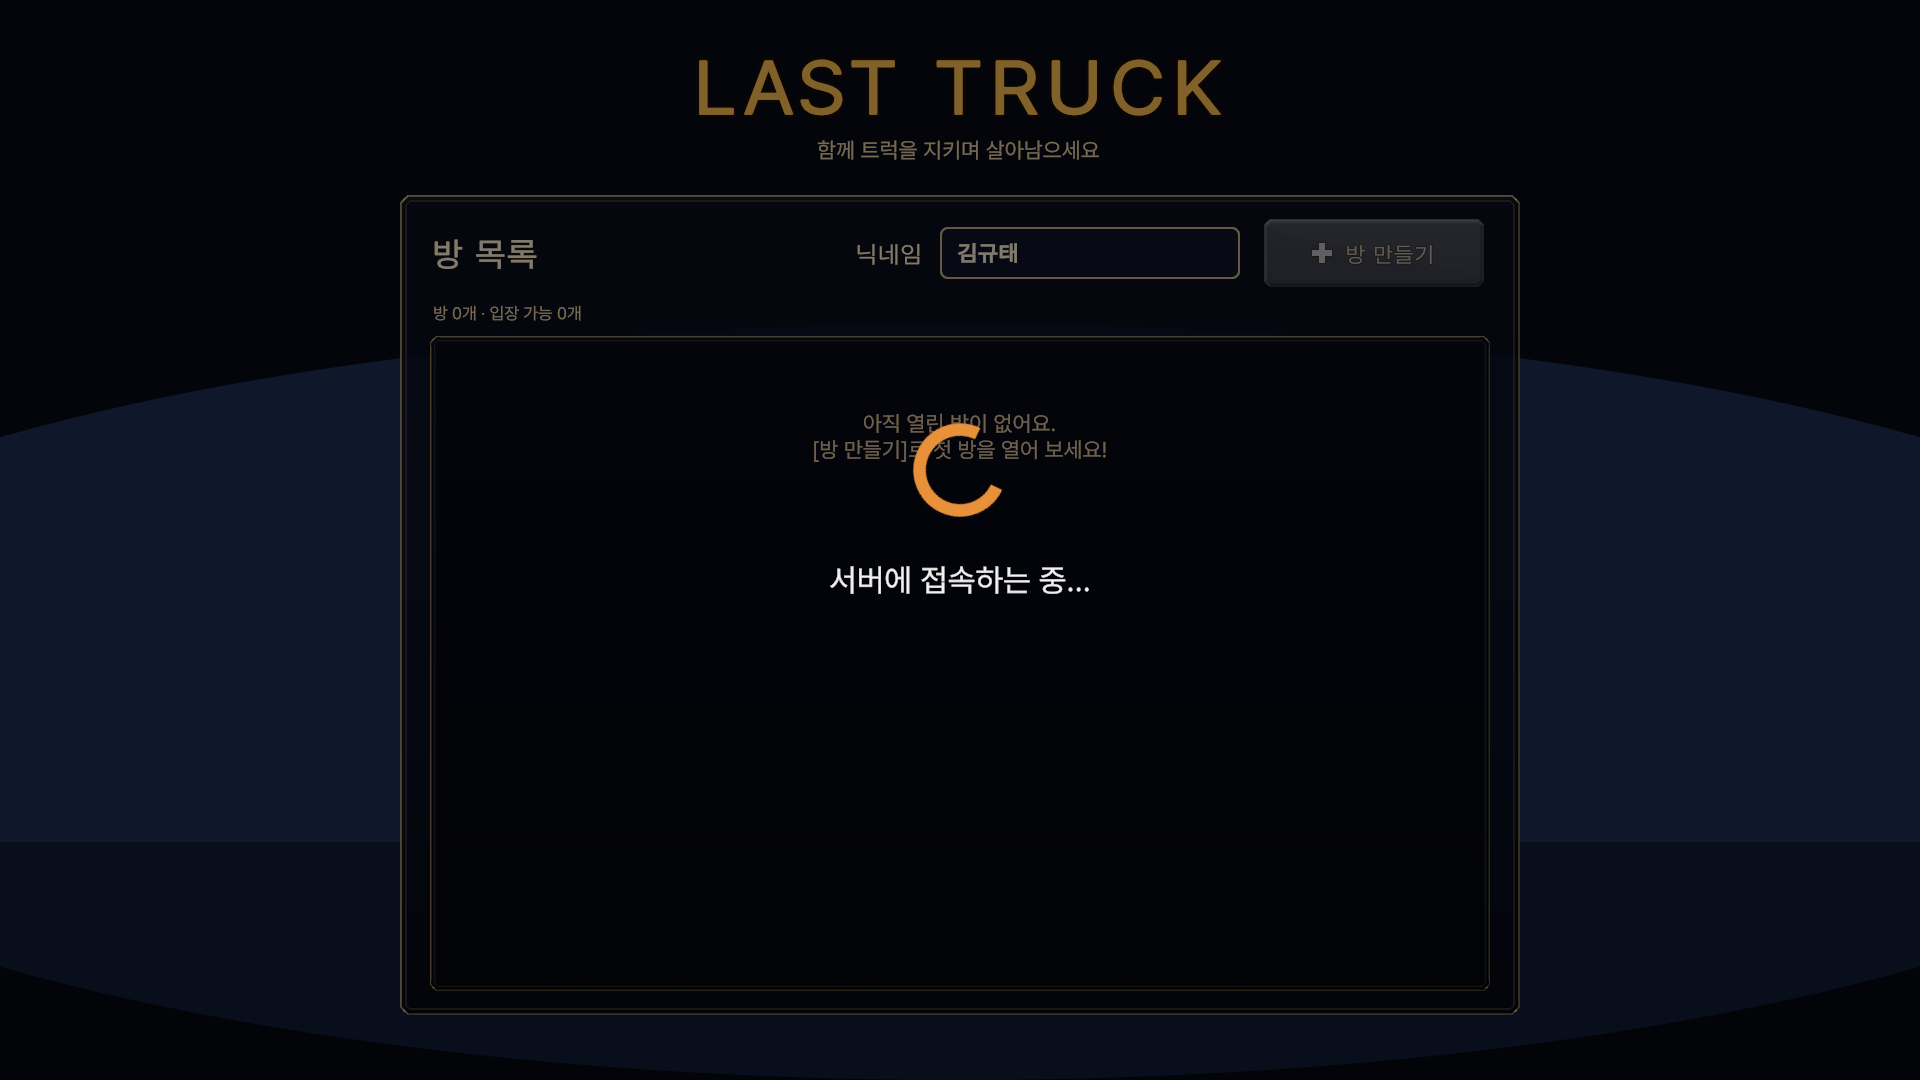 LAST TRUCK
함께 트럭을 지키며 살아남으세요
방 목록
닉네임
김규태
방 만들기
방 0개 · 입장 가능 0개
아직 열린 방이 없어요.
[방 만들기]로 첫 방을 열어 보세요!
서버에 접속하는 중...